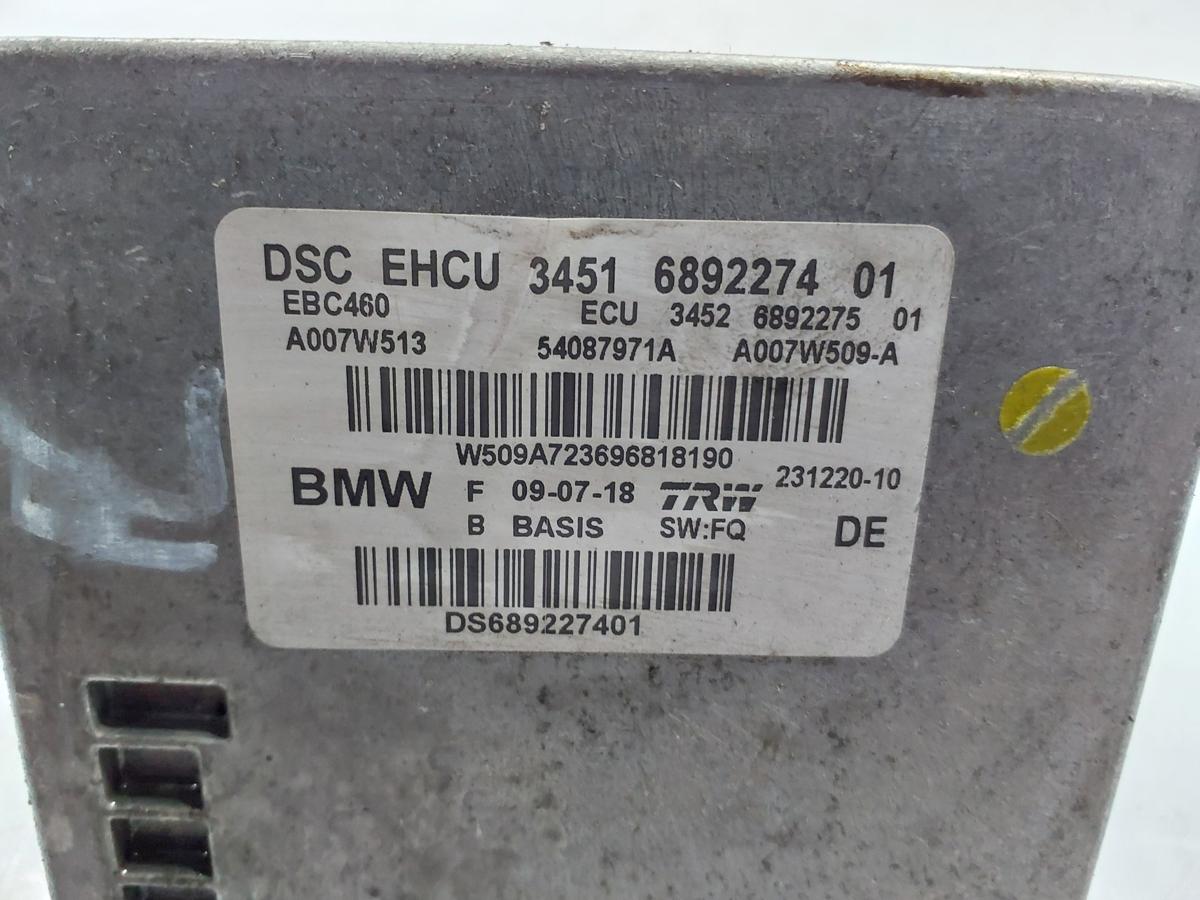 DSC EHCU 3451 6892274 01
EBC460 ECU 3452 6892275 01
A007W513 54087971A A007W509-A
W509A723696818190
BMW F 09-07-18 TRW 231220-10
B BASIS SW:FQ DE
DS689227401